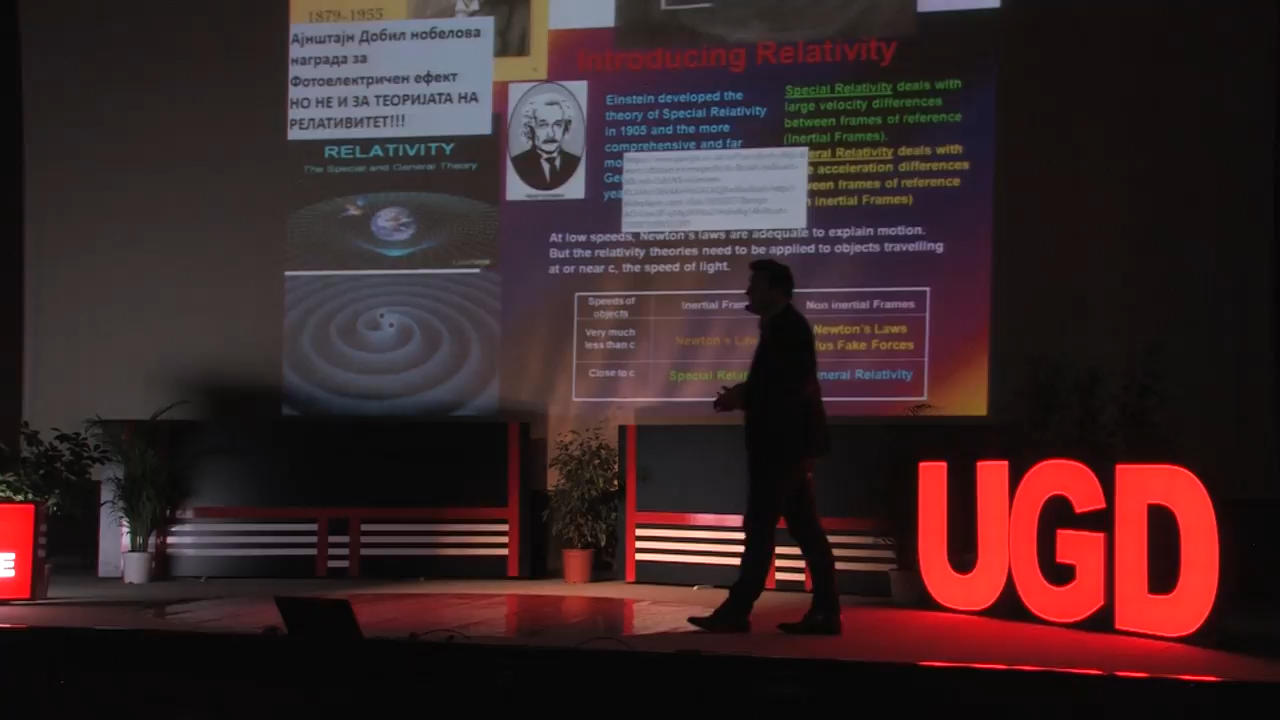 1879-1955
Ајнштајн Добил нобелова
награда за
Фотоелектричен ефект
НО НЕ И ЗА ТЕОРИЈАТА НА
РЕЛАТИВИТЕТ!!!
RELATIVITY
The Special and General Theory
Introducing Relativity
Einstein developed the
theory of Special Relativity
in 1905 and the more
comprehensive and far
Special Relativity deals with
large velocity differences
between frames of reference
(Inertial Frames).
eral Relativity deals with
acceleration differences
een frames of reference
inertial Frames)
At low speeds, Newton's laws are adequate to explain motion.
But the relativity theories need to be applied to objects travelling
at or near c, the speed of light.
Speeds of
objects
Inertial Fram
Non inertial Frames
Very much
less than c
Newton's Law
Newton's Laws
lus Fake Forces
Close to c
Special Relat
neral Relativity
UGD
E